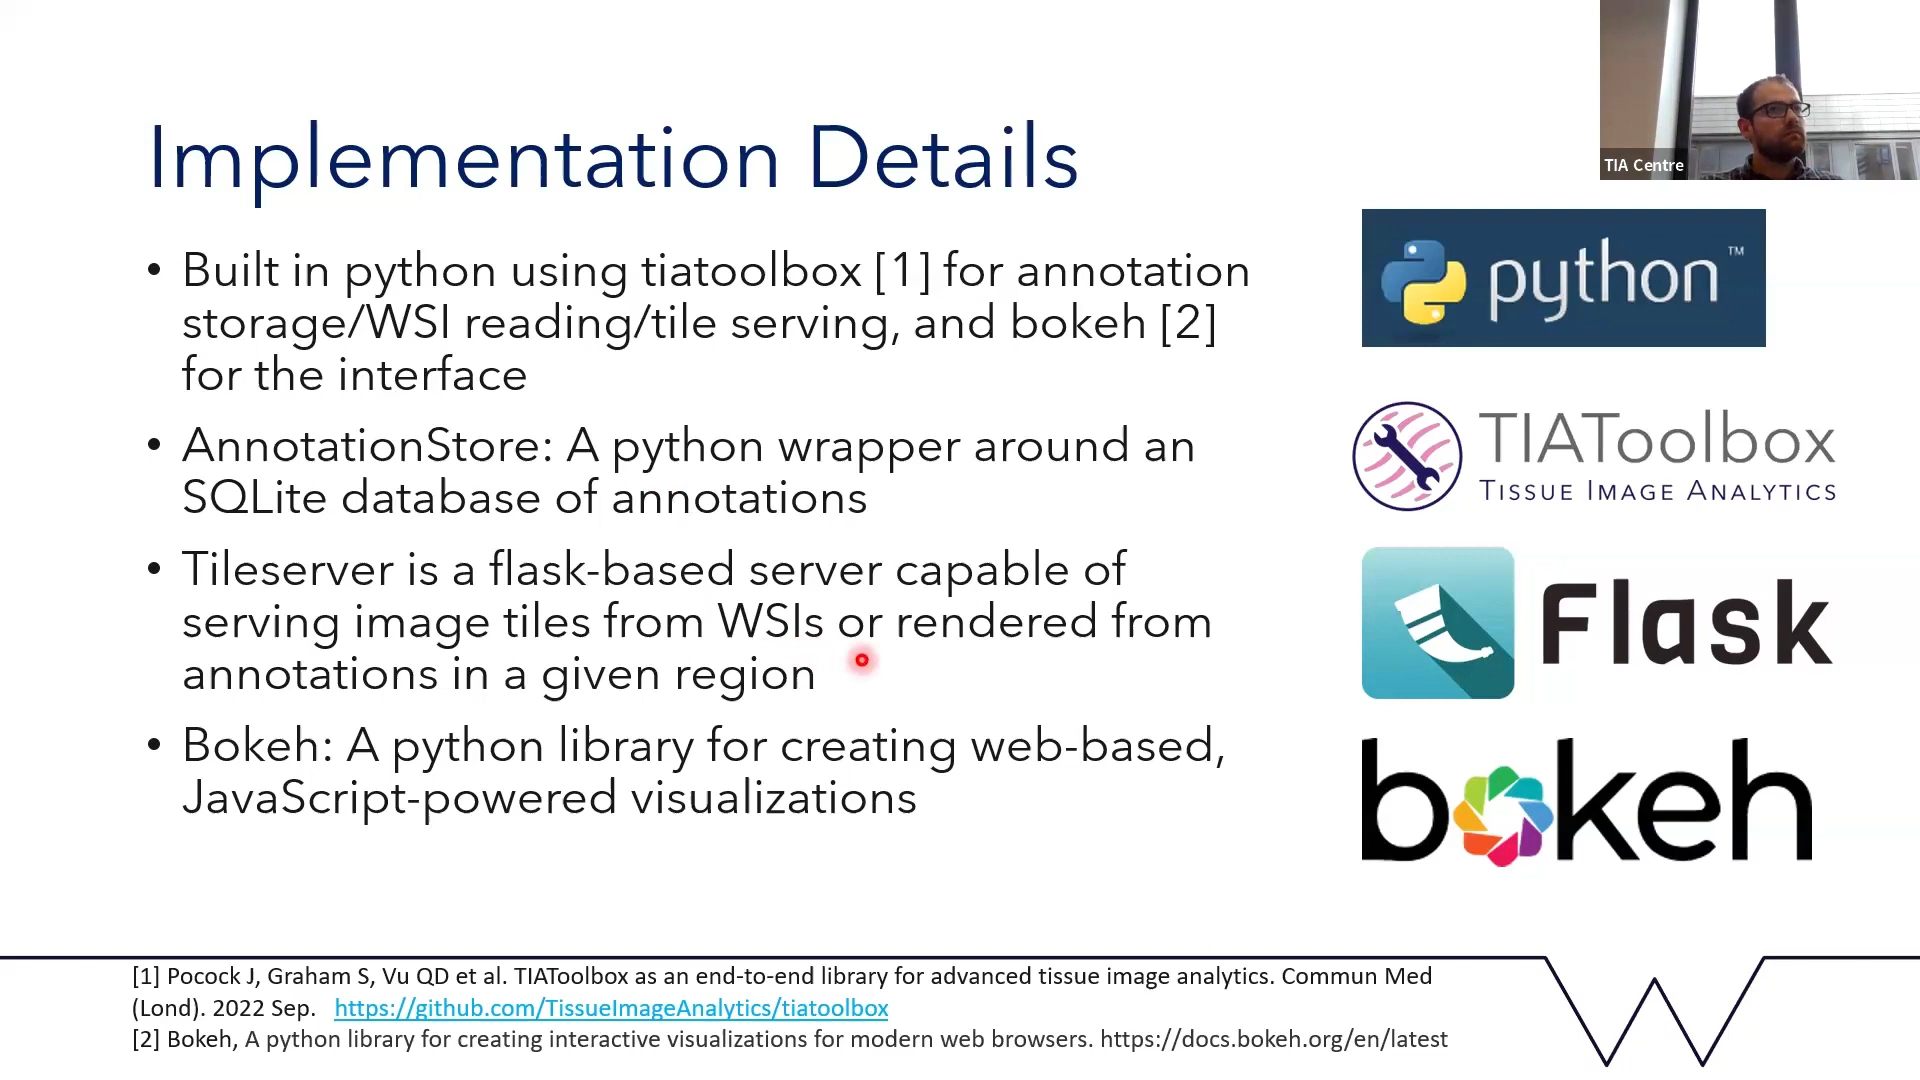 TIA Centre
Implementation Details
• Built in python using tiatoolbox [1] for annotation
storage/WSI reading/tile serving, and bokeh [2]
for the interface
• AnnotationStore: A python wrapper around an
SQLite database of annotations
• Tileserver is a flask-based server capable of
serving image tiles from WSIs or rendered from
annotations in a given region
• Bokeh: A python library for creating web-based,
JavaScript-powered visualizations
python™
TIAToolbox
TISSUE IMAGE ANALYTICS
Flask
bokeh
[1] Pocock J, Graham S, Vu QD et al. TIAToolbox as an end-to-end library for advanced tissue image analytics. Commun Med
(Lond). 2022 Sep. https://github.com/TissueImageAnalytics/tiatoolbox
[2] Bokeh, A python library for creating interactive visualizations for modern web browsers. https://docs.bokeh.org/en/latest